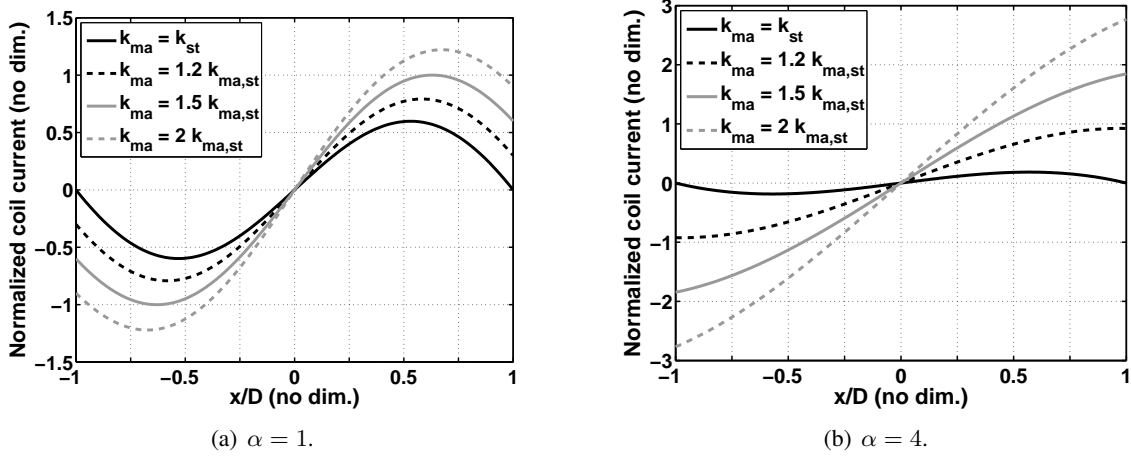 Normalized coil current (no dim.)
1.5
1
0.5
0
−0.5
−1
−1.5
k_ma = k_st
k_ma = 1.2 k_ma,st
k_ma = 1.5 k_ma,st
k_ma = 2 k_ma,st
−1 −0.5 0 0.5 1
x/D (no dim.)
(a) α = 1.
Normalized coil current (no dim.)
3
2
1
0
−1
−2
−3
k_ma = k_st
k_ma = 1.2 k_ma,st
k_ma = 1.5 k_ma,st
k_ma = 2 k_ma,st
−1 −0.5 0 0.5 1
x/D (no dim.)
(b) α = 4.